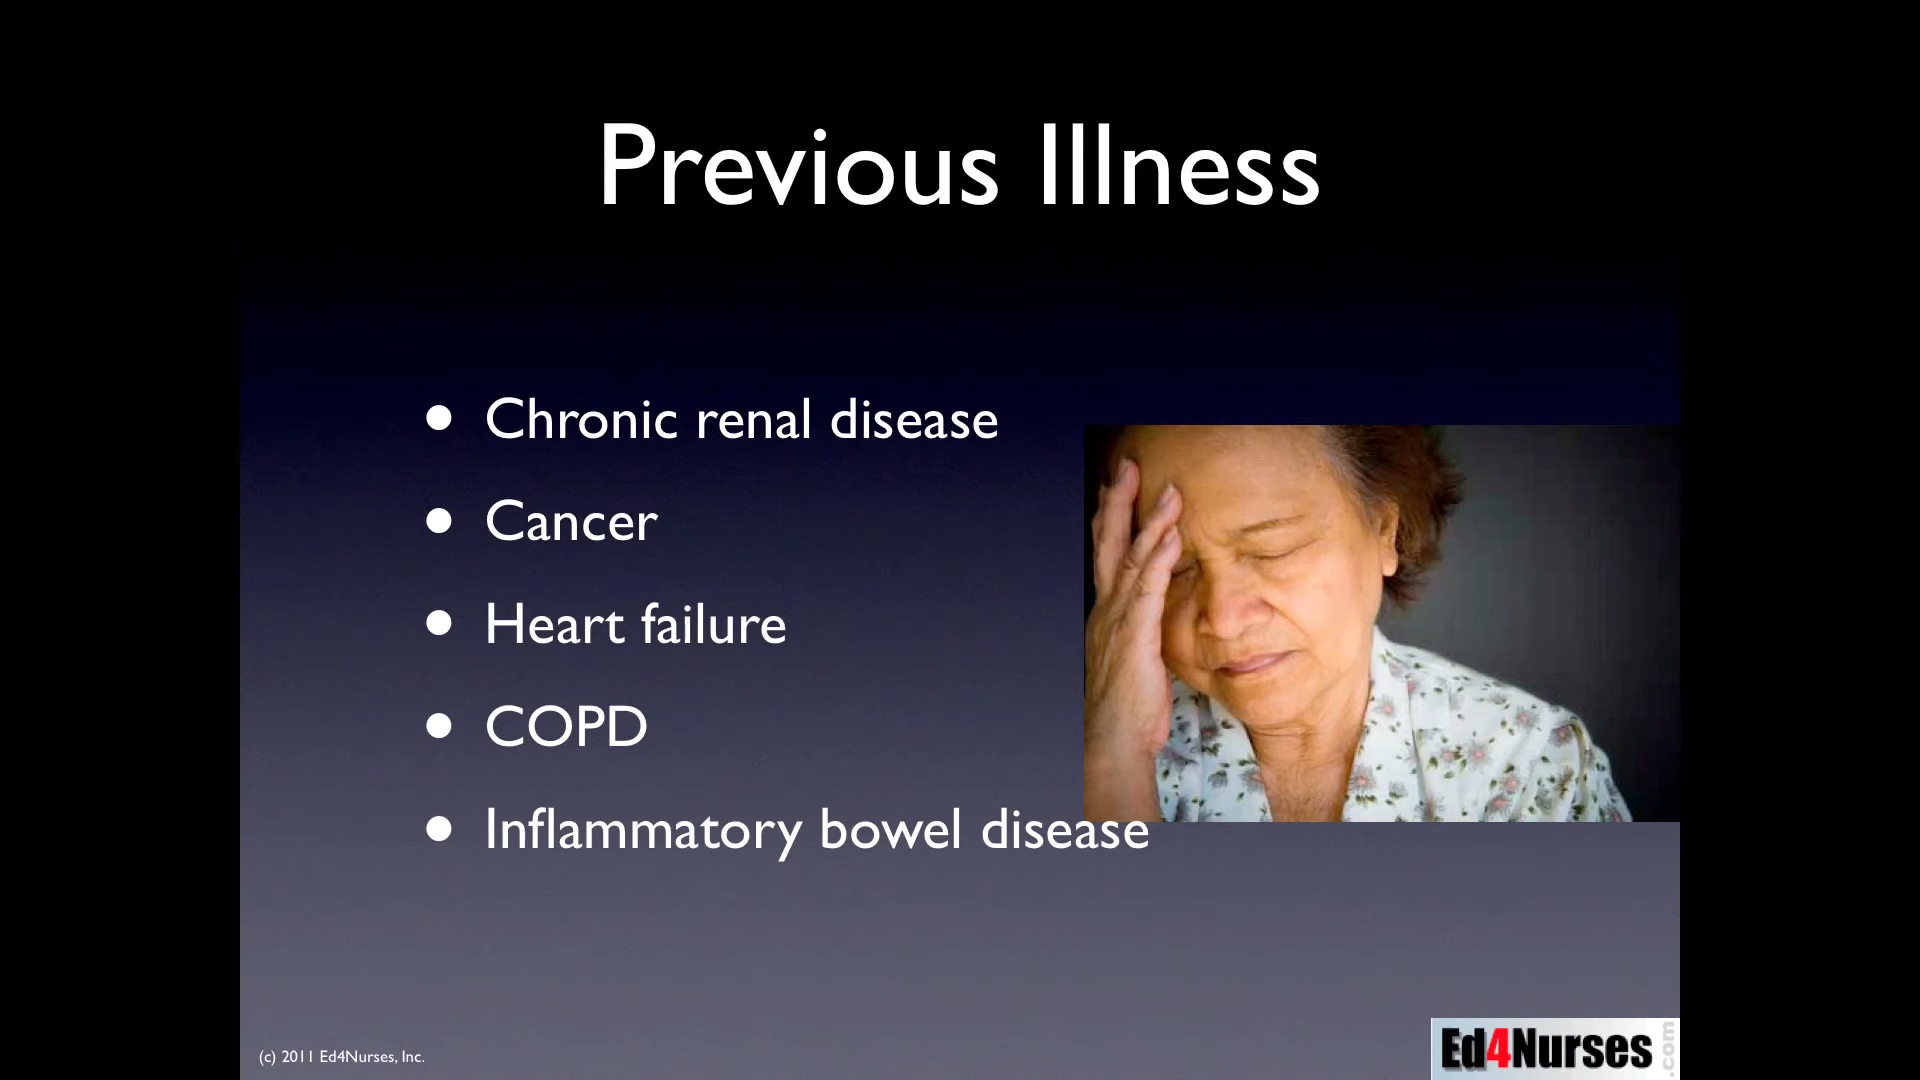 Previous Illness
• Chronic renal disease
• Cancer
• Heart failure
• COPD
• Inflammatory bowel disease
(c) 2011 Ed4Nurses, Inc.
Ed4Nurses.com